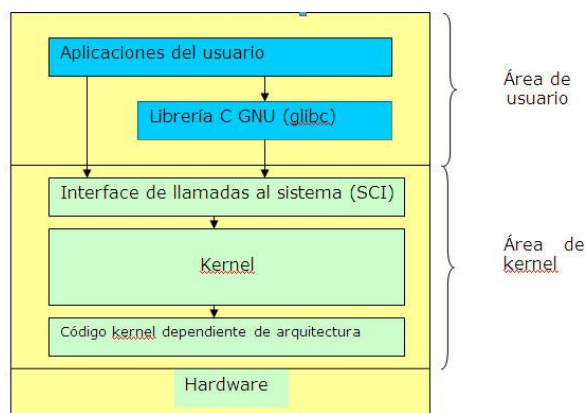 Aplicaciones del usuario
Librería C GNU (glibc)
Área de
usuario
Interface de llamadas al sistema (SCI)
Kernel
Código kernel dependiente de arquitectura
Área de
kernel
Hardware